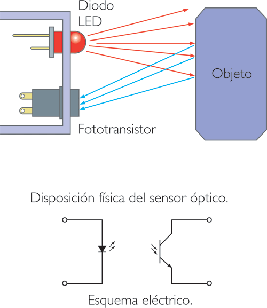 Diodo
LED
Objeto
Fototransistor
Disposición física del sensor óptico.
Esquema eléctrico.